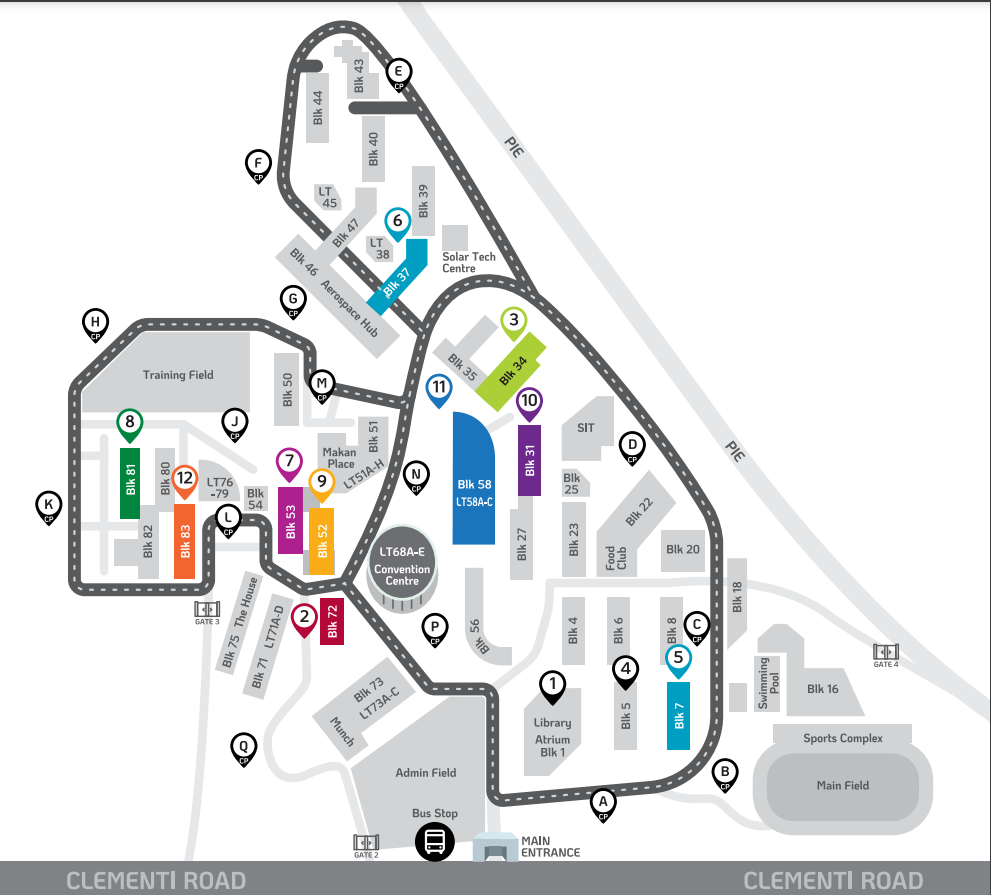 E
CP
Blk 43
Blk 44
PIE
Blk 40
F
CP
LT
45
Blk 39
6
Blk 47
LT
38
Solar Tech
Centre
Blk 46
Blk 37
Aerospace Hub
G
CP
H
CP
3
Blk 35
Blk 34
Training Field
Blk 50
M
CP
11
10
8
J
CP
Blk 51
Makan
Place
LT51A-H
SIT
D
CP
PIE
7
9
12
Blk 81
Blk 80
LT76
-79
Blk
54
N
CP
Blk 58
LT58A-C
Blk 31
Blk
25
K
CP
L
CP
Blk 53
Blk 52
Blk 82
Blk 83
Blk 27
Blk 23
Blk 22
Food
Club
Blk 20
LT68A-E
Convention
Centre
Blk 18
GATE 3
Blk 75 The House
Blk 71 LT71A-D
2
Blk 72
P
CP
Blk 56
Blk 4
Blk 6
Blk 8
C
CP
GATE 4
5
4
1
Blk 73
LT73A-C
Munch
Library
Atrium
Blk 1
Blk 5
Blk 7
Swimming
Pool
Blk 16
Sports Complex
Q
CP
Admin Field
B
CP
Main Field
A
CP
Bus Stop
GATE 2
MAIN
ENTRANCE
CLEMENTI ROAD
CLEMENTI ROAD